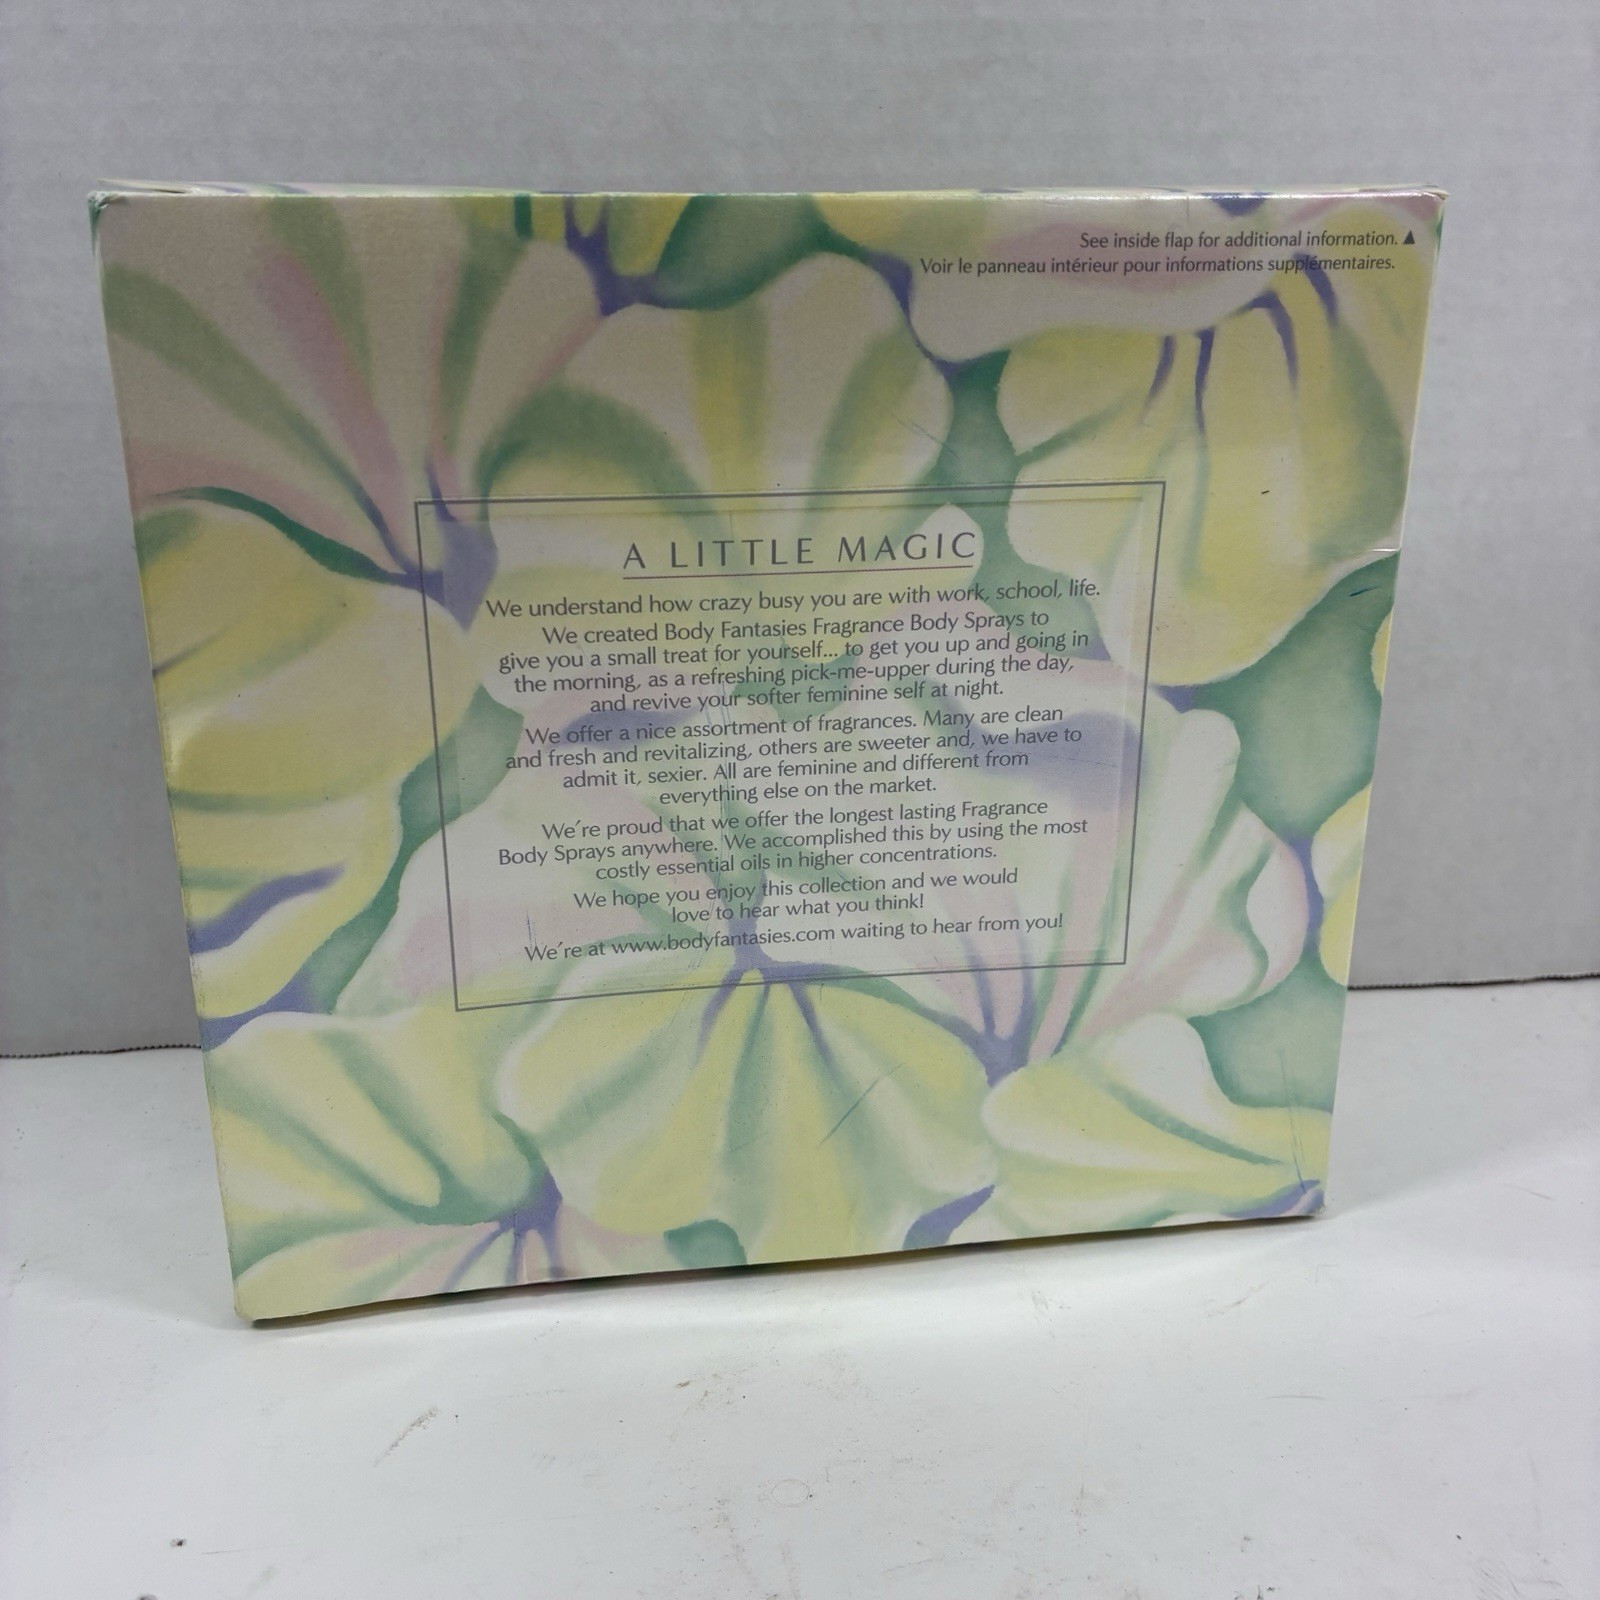 See inside flap for additional information. ▲
Voir le panneau intérieur pour informations supplémentaires.
A LITTLE MAGIC
We understand how crazy busy you are with work, school, life.
We created Body Fantasies Fragrance Body Sprays to
give you a small treat for yourself... to get you up and going in
the morning, as a refreshing pick-me-upper during the day,
and revive your softer feminine self at night.
We offer a nice assortment of fragrances. Many are clean
and fresh and revitalizing, others are sweeter and, we have to
admit it, sexier. All are feminine and different from
everything else on the market.
We're proud that we offer the longest lasting Fragrance
Body Sprays anywhere. We accomplished this by using the most
costly essential oils in higher concentrations.
We hope you enjoy this collection and we would
love to hear what you think!
We're at www.bodyfantasies.com waiting to hear from you!